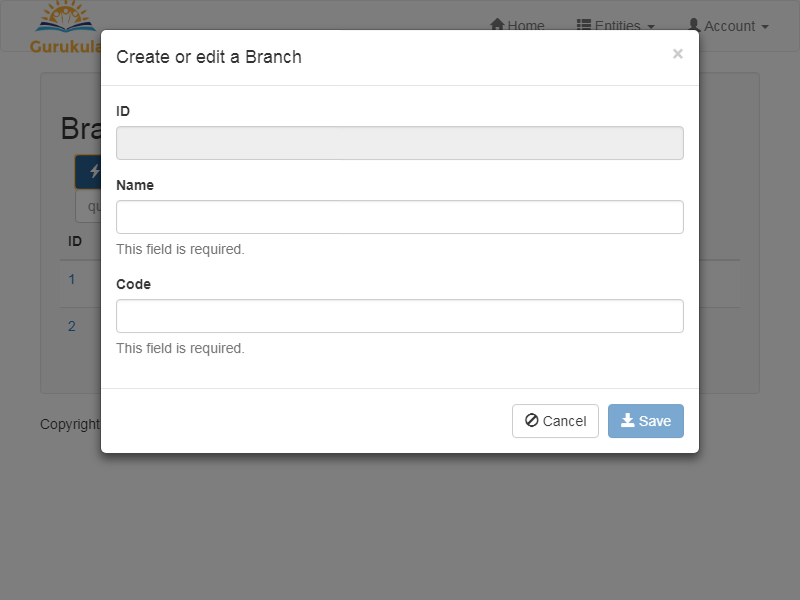 Home Entities Account
Gurukula
Create or edit a Branch ×
ID
Name
This field is required.
Code
This field is required.
Cancel Save
Bra
qu
ID
1
2
Copyright